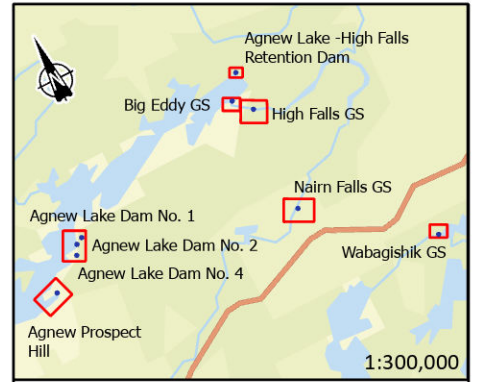 Agnew Lake -High Falls
Retention Dam
Big Eddy GS
High Falls GS
Nairn Falls GS
Agnew Lake Dam No. 1
Agnew Lake Dam No. 2
Wabagishik GS
Agnew Lake Dam No. 4
Agnew Prospect
Hill
1:300,000